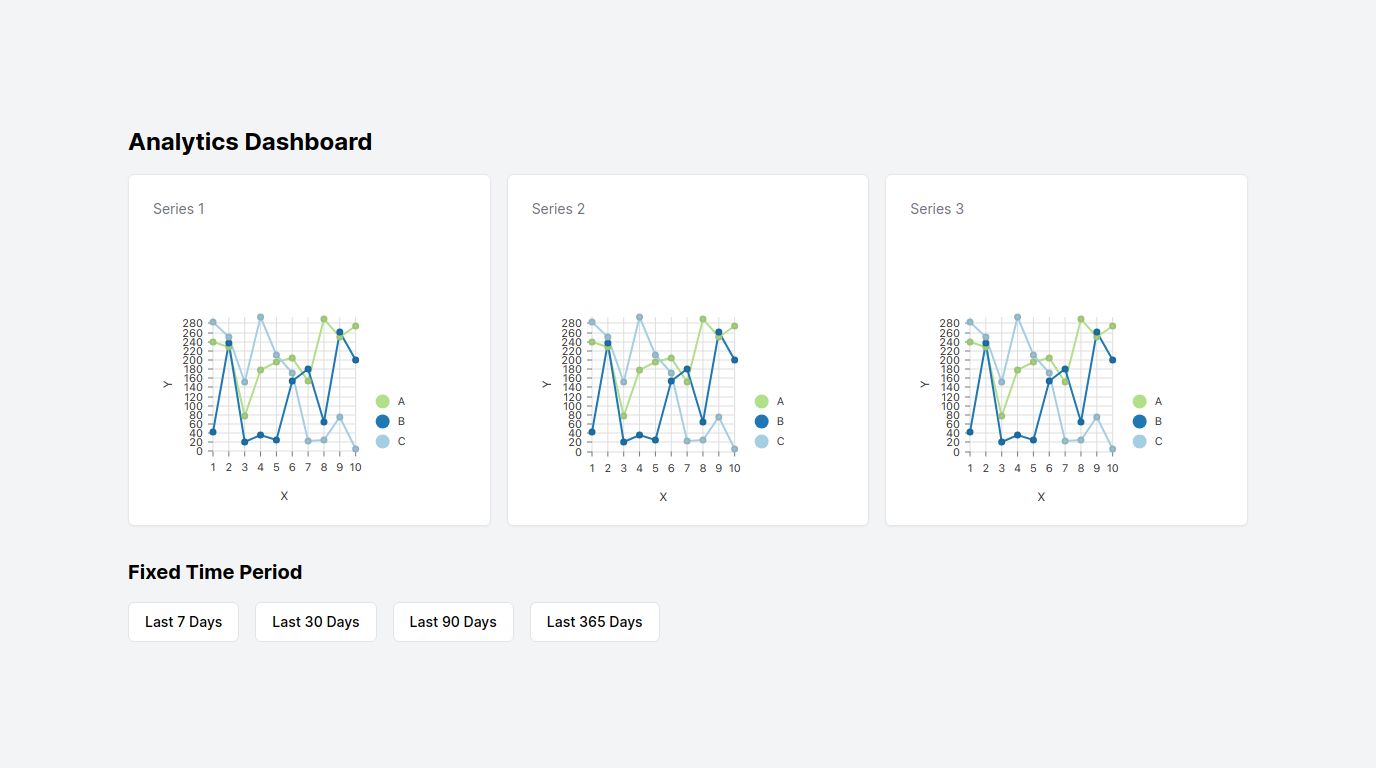 Analytics Dashboard
Series 1
280
260
240
220
200
180
160
140
120
100
80
60
40
20
0
Y
1 2 3 4 5 6 7 8 9 10
X
A
B
C
Series 2
280
260
240
220
200
180
160
140
120
100
80
60
40
20
0
Y
1 2 3 4 5 6 7 8 9 10
X
A
B
C
Series 3
280
260
240
220
200
180
160
140
120
100
80
60
40
20
0
Y
1 2 3 4 5 6 7 8 9 10
X
A
B
C
Fixed Time Period
Last 7 Days Last 30 Days Last 90 Days Last 365 Days